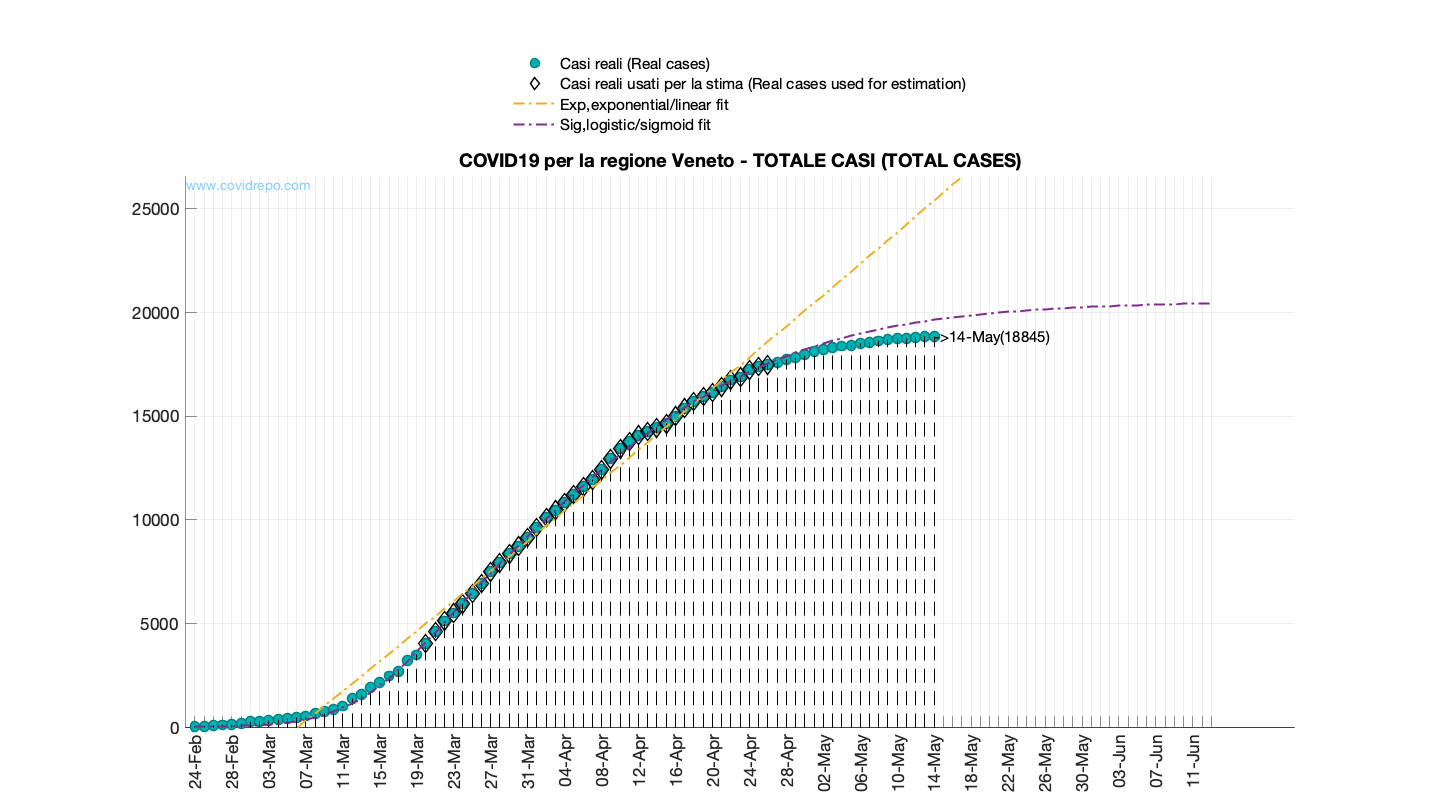 Casi reali (Real cases)
Casi reali usati per la stima (Real cases used for estimation)
Exp,exponential/linear fit
Sig,logistic/sigmoid fit
COVID19 per la regione Veneto - TOTALE CASI (TOTAL CASES)
www.covidrepo.com
25000
20000
15000
10000
5000
0
>14-May(18845)
24-Feb
28-Feb
03-Mar
07-Mar
11-Mar
15-Mar
19-Mar
23-Mar
27-Mar
31-Mar
04-Apr
08-Apr
12-Apr
16-Apr
20-Apr
24-Apr
28-Apr
02-May
06-May
10-May
14-May
18-May
22-May
26-May
30-May
03-Jun
07-Jun
11-Jun